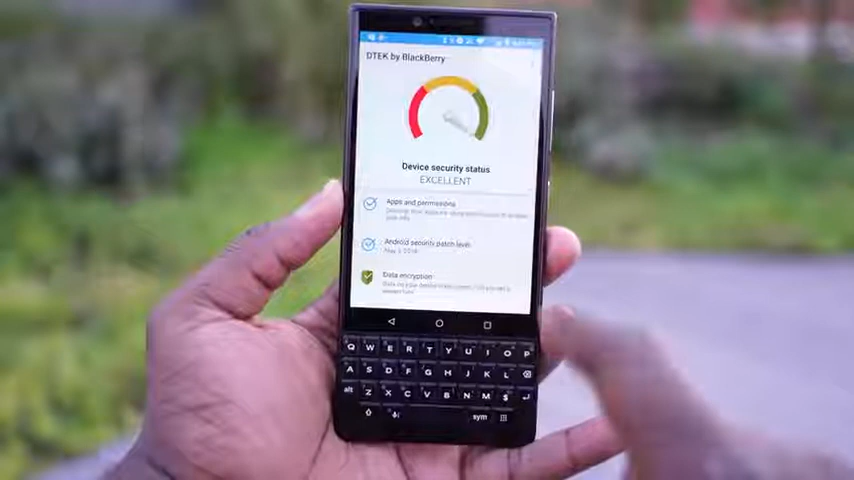 DTEK by BlackBerry
Device security status
EXCELLENT
Apps and permissions
Android security patch level
Data encryption
Q W E R T Y U I O P
A S D F G H J K L
alt Z X C V B N M
sym